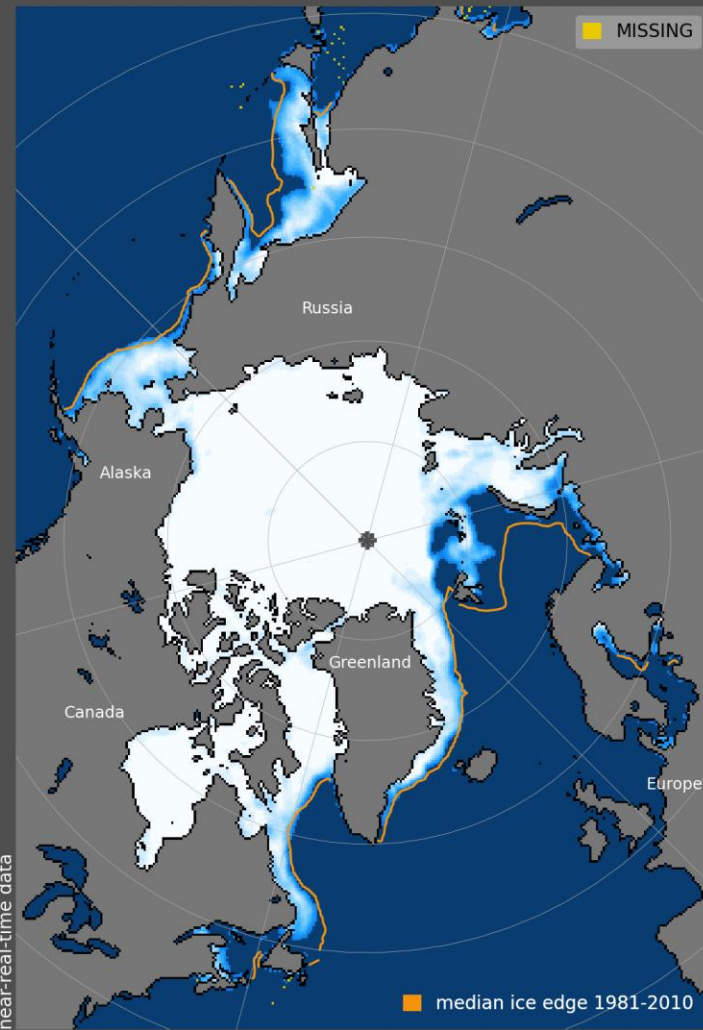 MISSING
Russia
Alaska
Greenland
Canada
Europe
near-real-time data
median ice edge 1981-2010